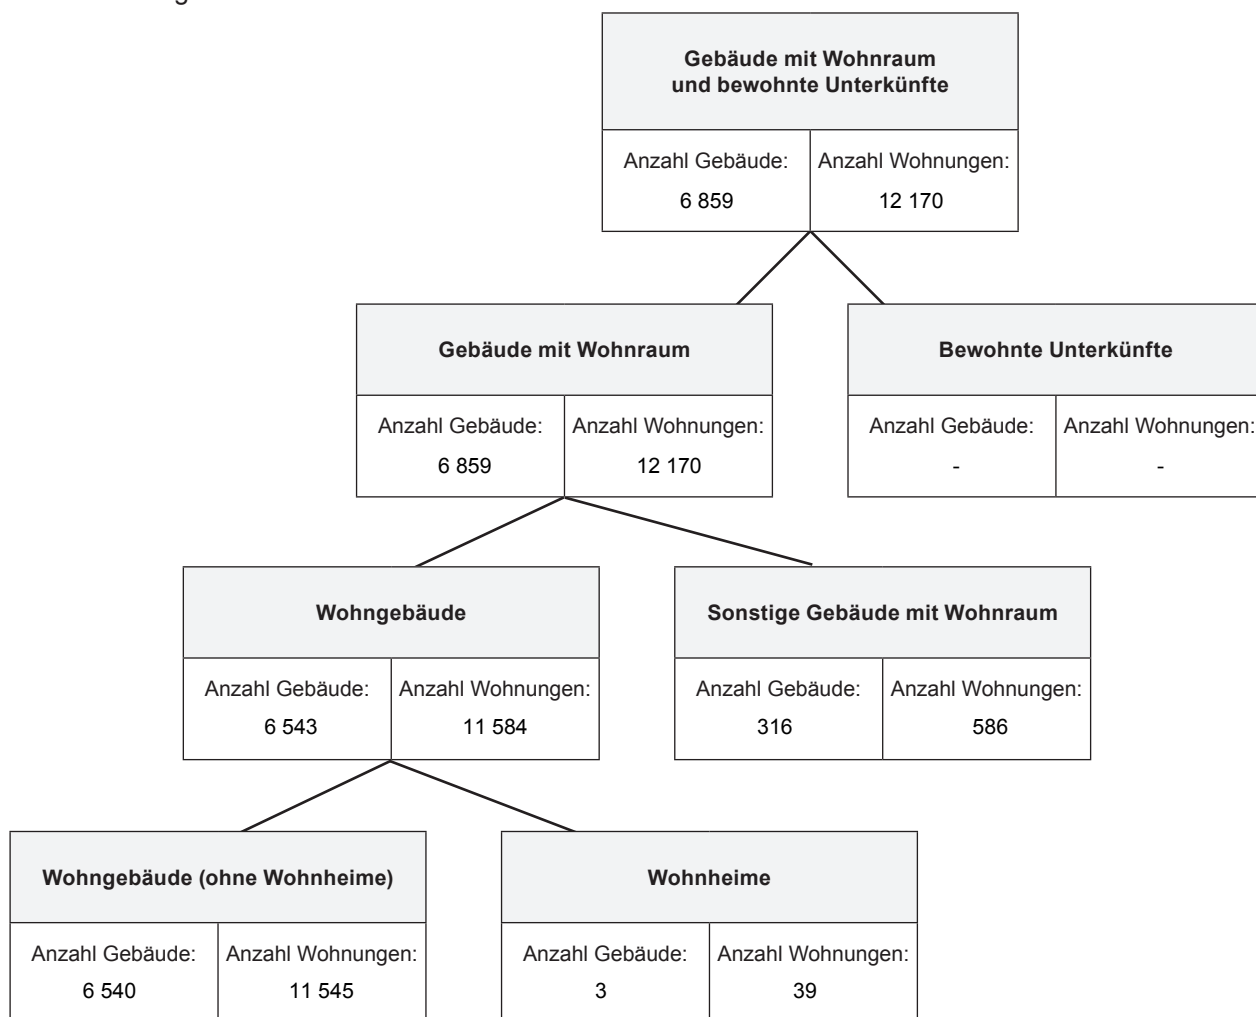 Gebäude mit Wohnraum
und bewohnte Unterkünfte
Anzahl Gebäude: Anzahl Wohnungen:
6 859 12 170
Gebäude mit Wohnraum Bewohnte Unterkünfte
Anzahl Gebäude: Anzahl Wohnungen: Anzahl Gebäude: Anzahl Wohnungen:
6 859 12 170 - -
Wohngebäude Sonstige Gebäude mit Wohnraum
Anzahl Gebäude: Anzahl Wohnungen: Anzahl Gebäude: Anzahl Wohnungen:
6 543 11 584 316 586
Wohngebäude (ohne Wohnheime) Wohnheime
Anzahl Gebäude: Anzahl Wohnungen: Anzahl Gebäude: Anzahl Wohnungen:
6 540 11 545 3 39